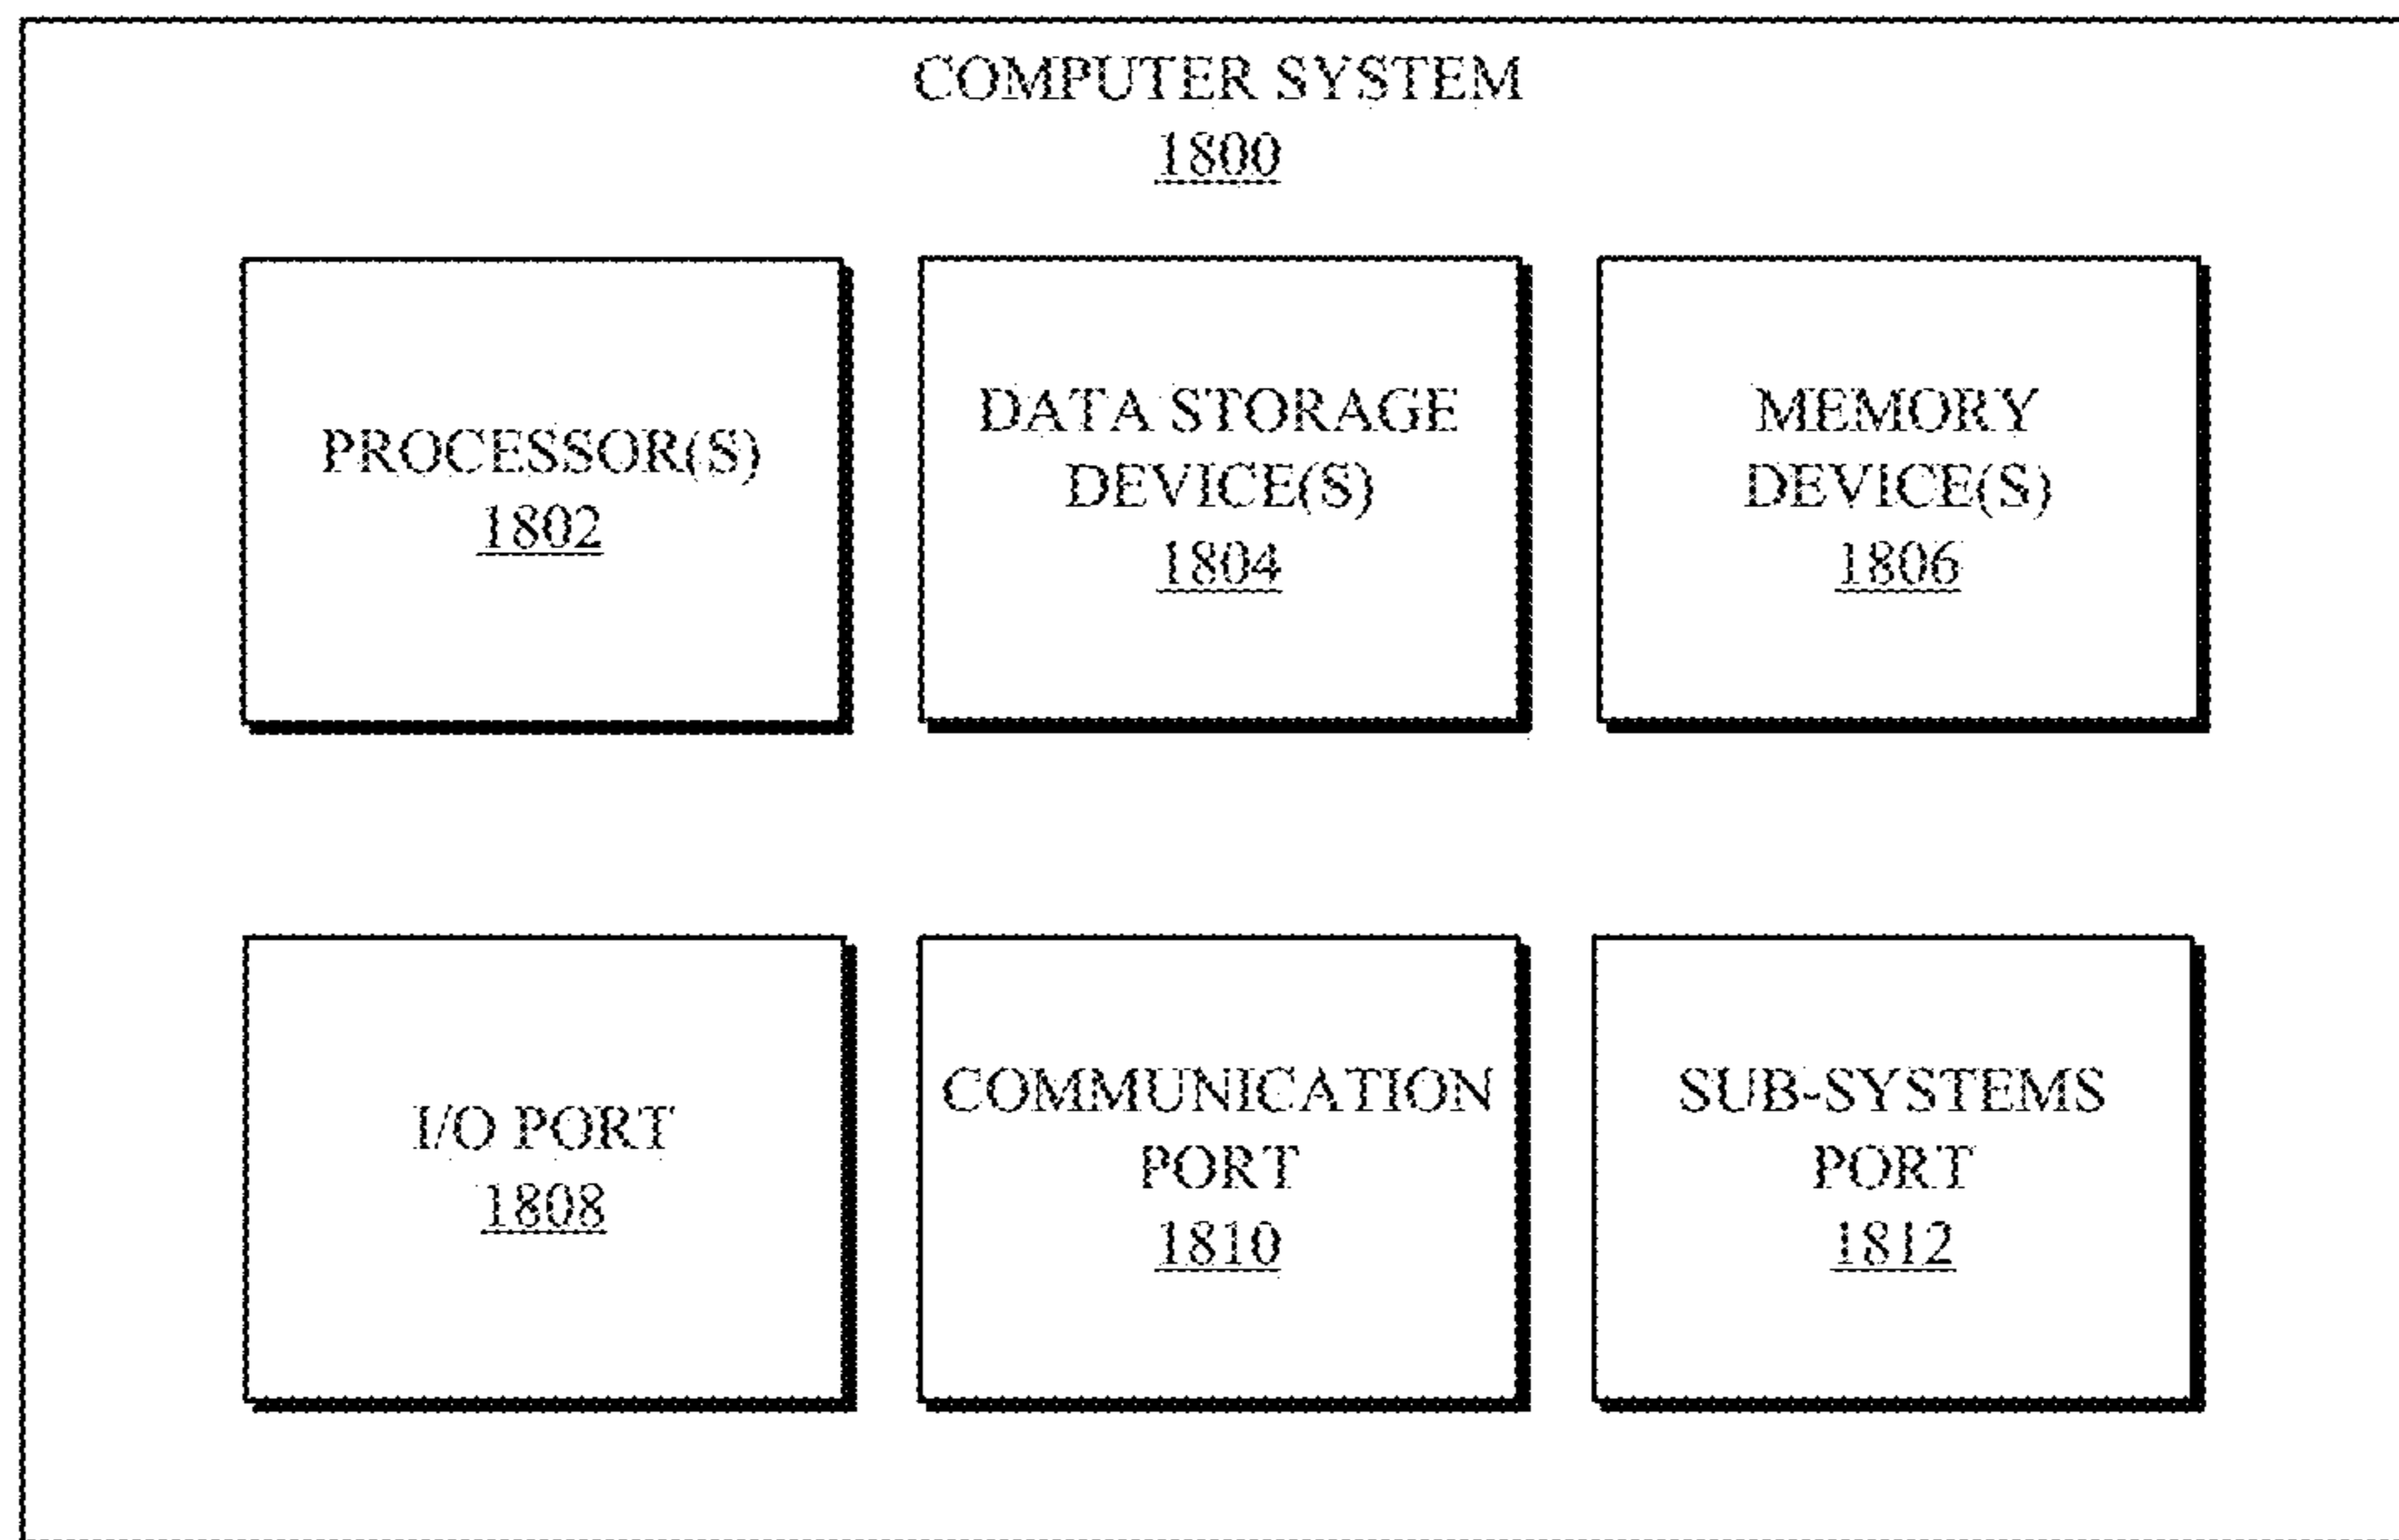 COMPUTER SYSTEM
1800
PROCESSOR(S)
1802
DATA STORAGE
DEVICE(S)
1804
MEMORY
DEVICE(S)
1806
I/O PORT
1808
COMMUNICATION
PORT
1810
SUB-SYSTEMS
PORT
1812